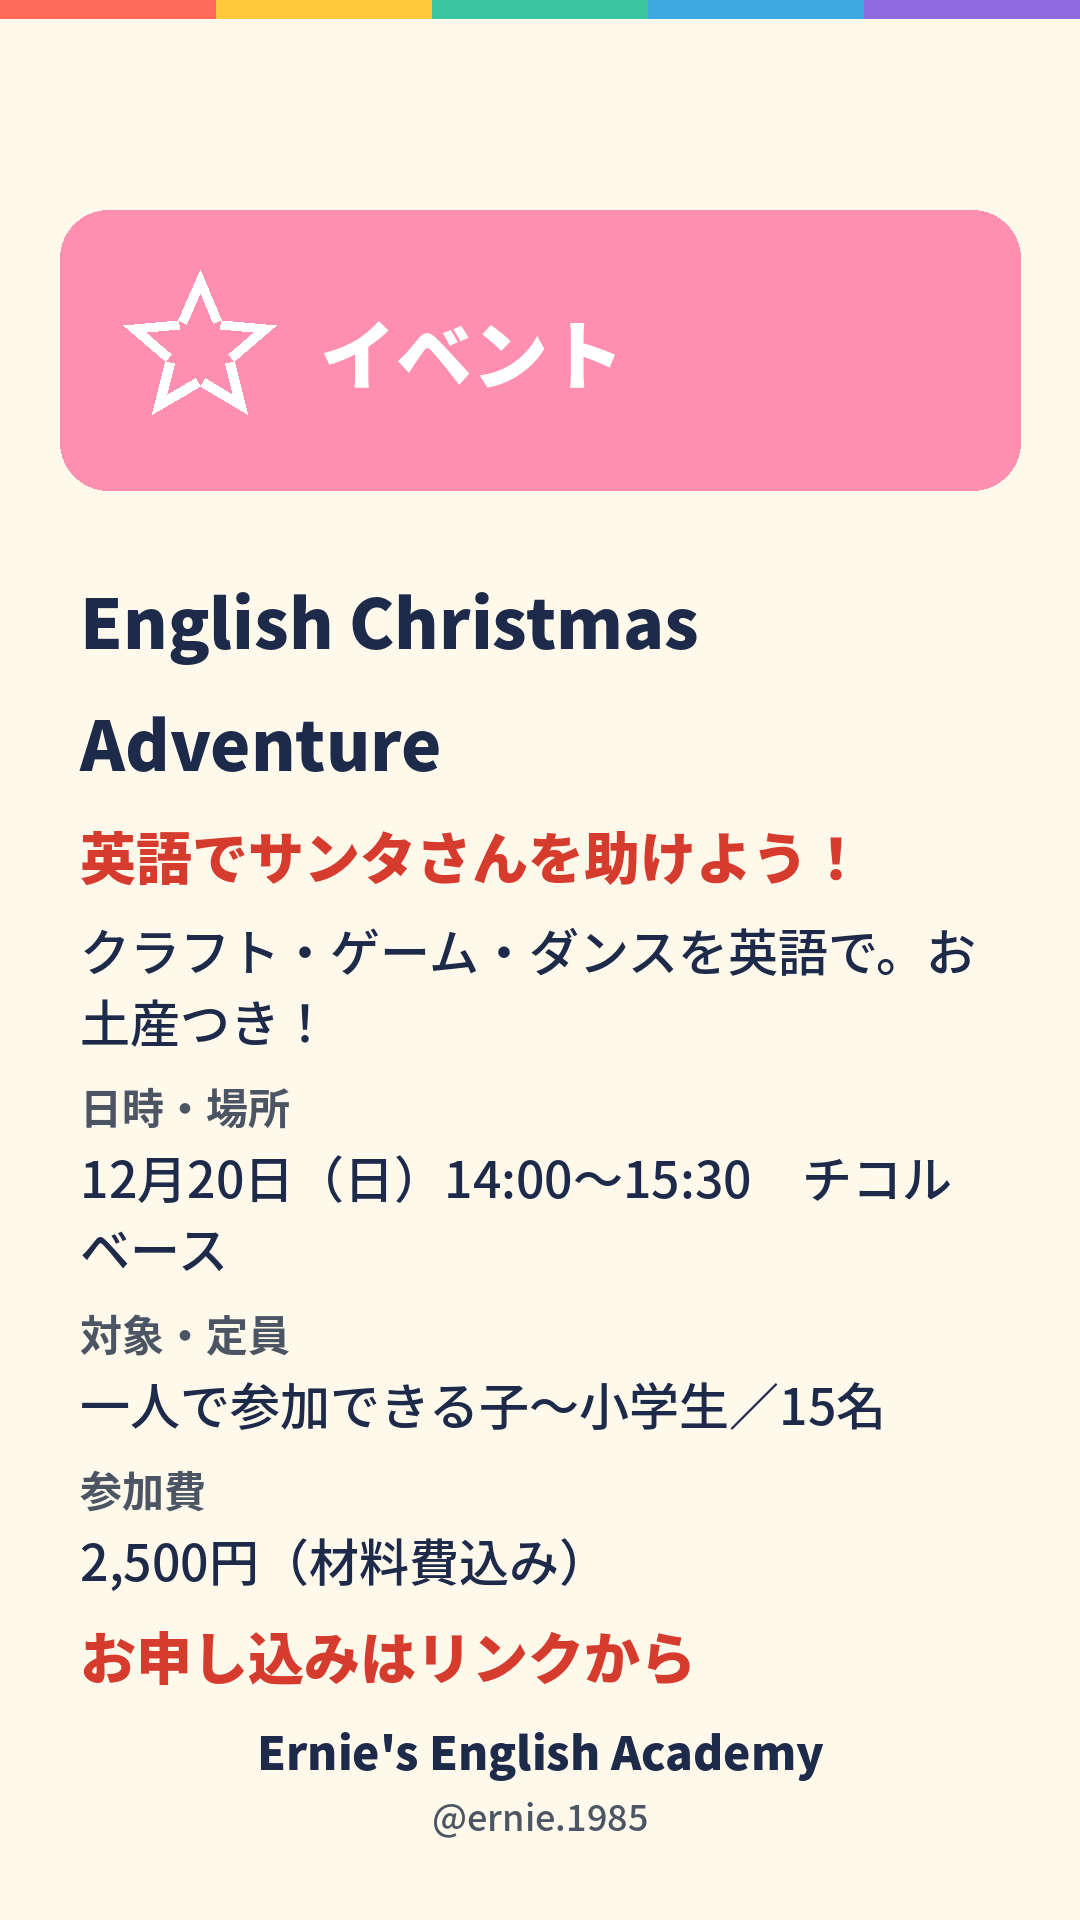 イベント
English Christmas
Adventure
英語でサンタさんを助けよう！
クラフト・ゲーム・ダンスを英語で。お
土産つき！
日時・場所
12月20日（日）14:00〜15:30　チコル
ベース
対象・定員
一人で参加できる子〜小学生／15名
参加費
2,500円（材料費込み）
お申し込みはリンクから
Ernie's English Academy
@ernie.1985